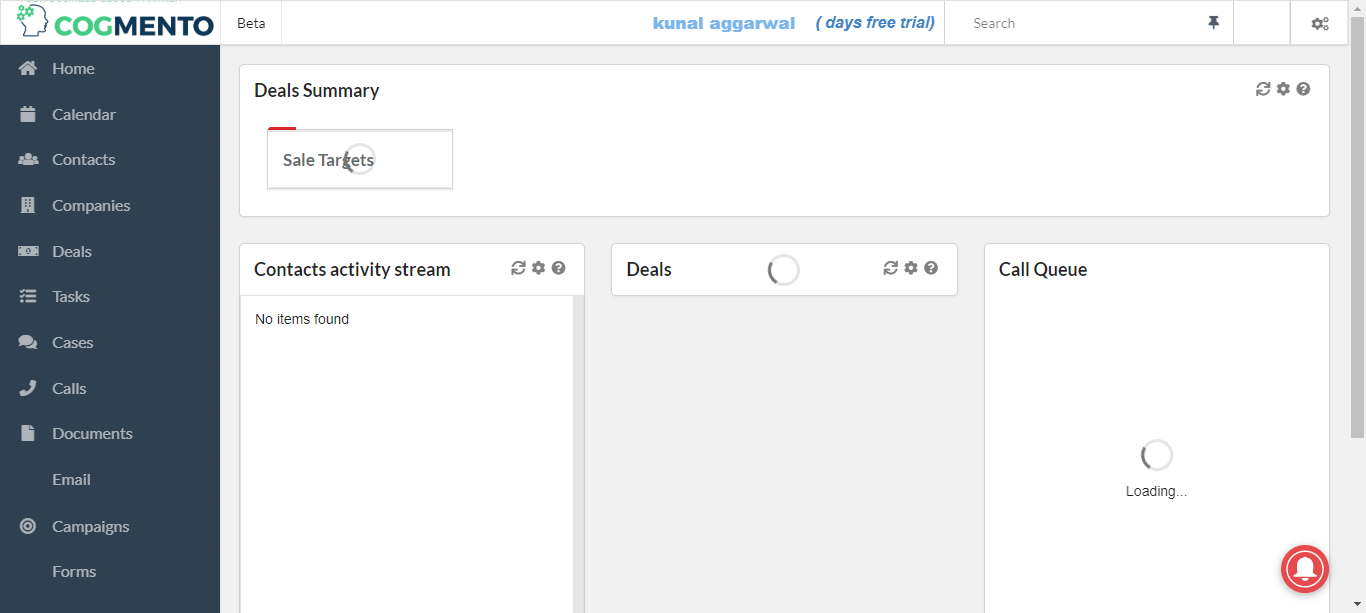 COGMENTO
Beta
kunal aggarwal
( days free trial)
Search
Home
Calendar
Contacts
Companies
Deals
Tasks
Cases
Calls
Documents
Email
Campaigns
Forms
Deals Summary
Sale Targets
Contacts activity stream
No items found
Deals
Call Queue
Loading...